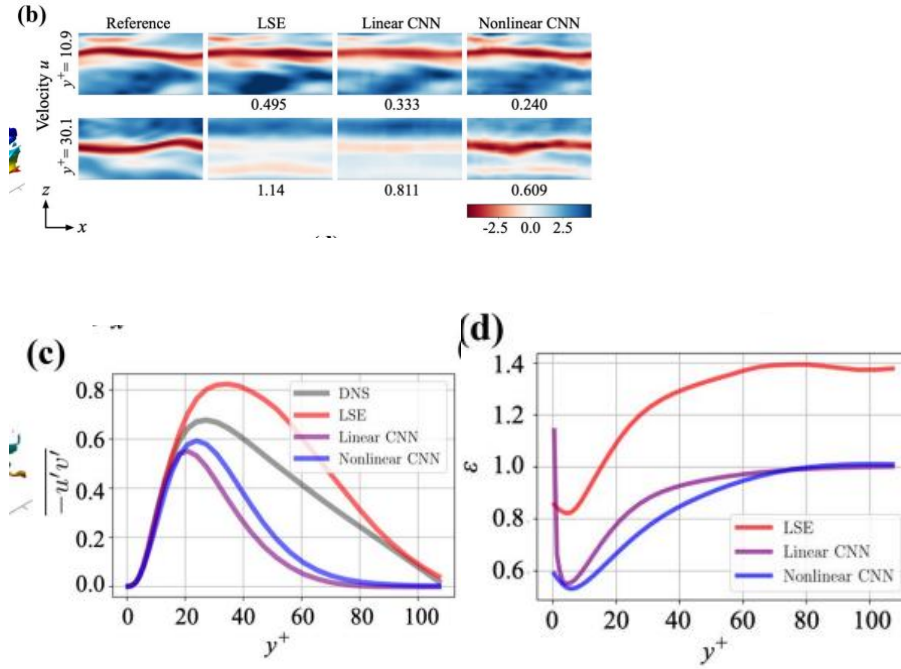 (b)
Reference LSE Linear CNN Nonlinear CNN
Velocity u
y⁺= 10.9
0.495 0.333 0.240
y⁺= 30.1
1.14 0.811 0.609
z
x
-2.5 0.0 2.5
(c)
0.8
0.6
0.4
0.2
0.0
−u′v′
DNS
LSE
Linear CNN
Nonlinear CNN
0 20 40 60 80 100
y⁺
(d)
1.4
1.2
1.0
0.8
0.6
ε
LSE
Linear CNN
Nonlinear CNN
0 20 40 60 80 100
y⁺